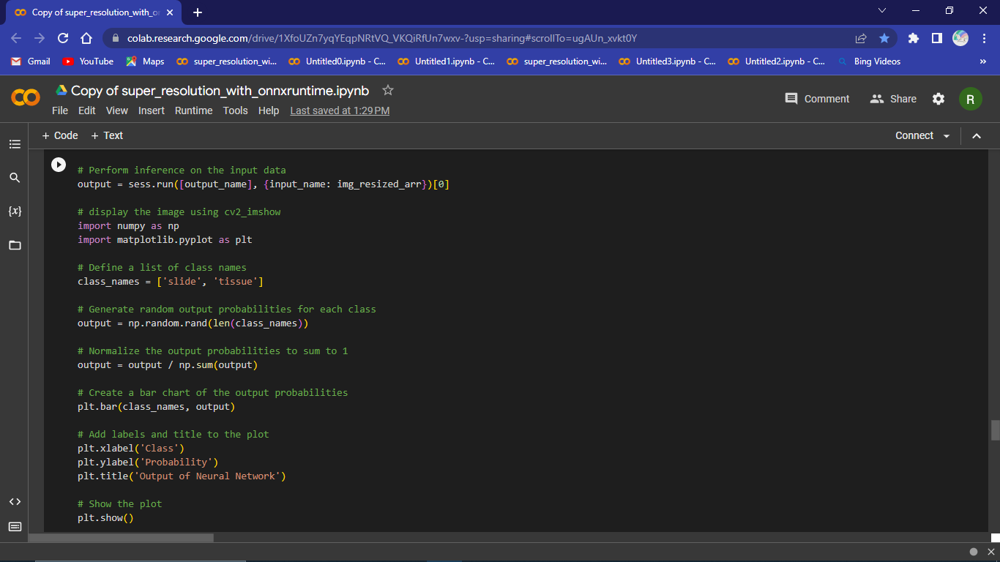 Copy of super_resolution_with_o
colab.research.google.com/drive/1XfoUZn7yqYEqpNRtVQ_VKQiRfUn7wxv-?usp=sharing#scrollTo=ugAUn_xvkt0Y
Gmail YouTube Maps super_resolution_wi... Untitled0.ipynb - C... Untitled1.ipynb - C... super_resolution_wi... Untitled3.ipynb - C... Untitled2.ipynb - C... Bing Videos »
Copy of super_resolution_with_onnxruntime.ipynb
Comment Share R
File Edit View Insert Runtime Tools Help Last saved at 1:29 PM
+ Code + Text Connect
# Perform inference on the input data
output = sess.run([output_name], {input_name: img_resized_arr})[0]
# display the image using cv2_imshow
{x}
import numpy as np
import matplotlib.pyplot as plt
# Define a list of class names
class_names = ['slide', 'tissue']
# Generate random output probabilities for each class
output = np.random.rand(len(class_names))
# Normalize the output probabilities to sum to 1
output = output / np.sum(output)
# Create a bar chart of the output probabilities
plt.bar(class_names, output)
# Add labels and title to the plot
plt.xlabel('Class')
plt.ylabel('Probability')
plt.title('Output of Neural Network')
# Show the plot
plt.show()